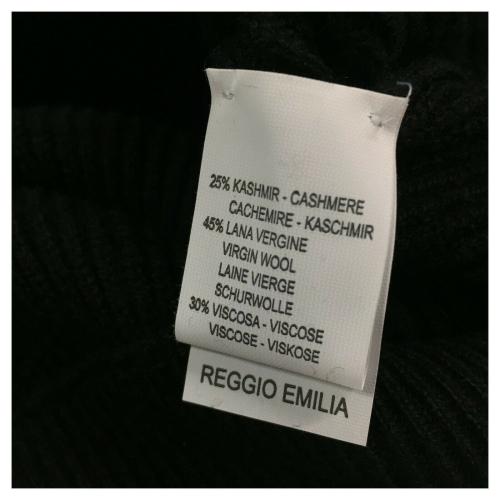 25% KASHMIR - CASHMERE
CACHEMIRE - KASCHMIR
45% LANA VERGINE
VIRGIN WOOL
LAINE VIERGE
SCHURWOLLE
30% VISCOSA - VISCOSE
VISCOSE - VISKOSE
REGGIO EMILIA